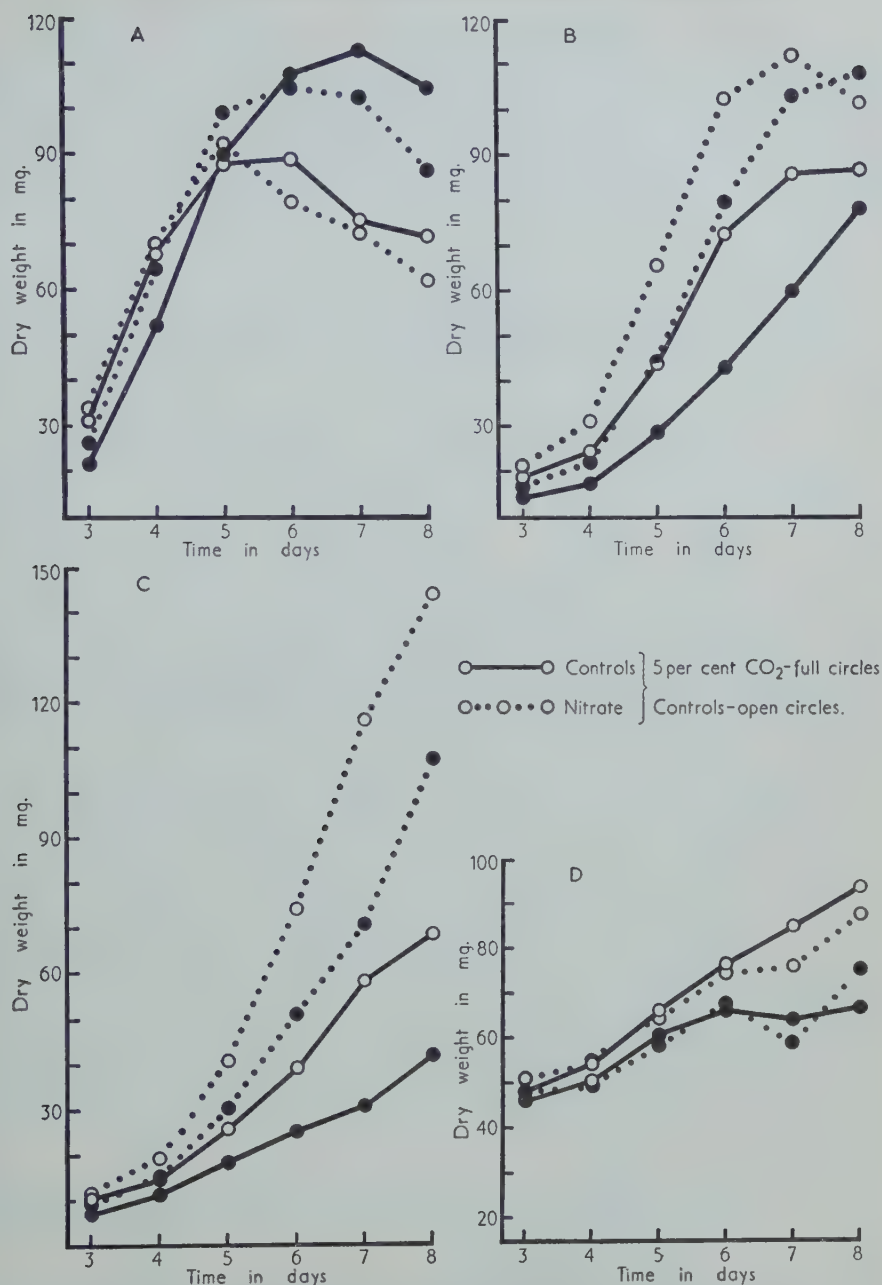 A
120
90
60
30
Dry weight in mg.
3 4 5 6 7 8
Time in days
B
120
90
60
30
Dry weight in mg.
3 4 5 6 7 8
Time in days
C
150
120
90
60
30
Dry weight in mg.
3 4 5 6 7 8
Time in days
Controls } 5 per cent CO₂-full circles
Nitrate } Controls-open circles.
D
100
80
60
40
20
15
Dry weight in mg.
3 4 5 6 7 8
Time in days